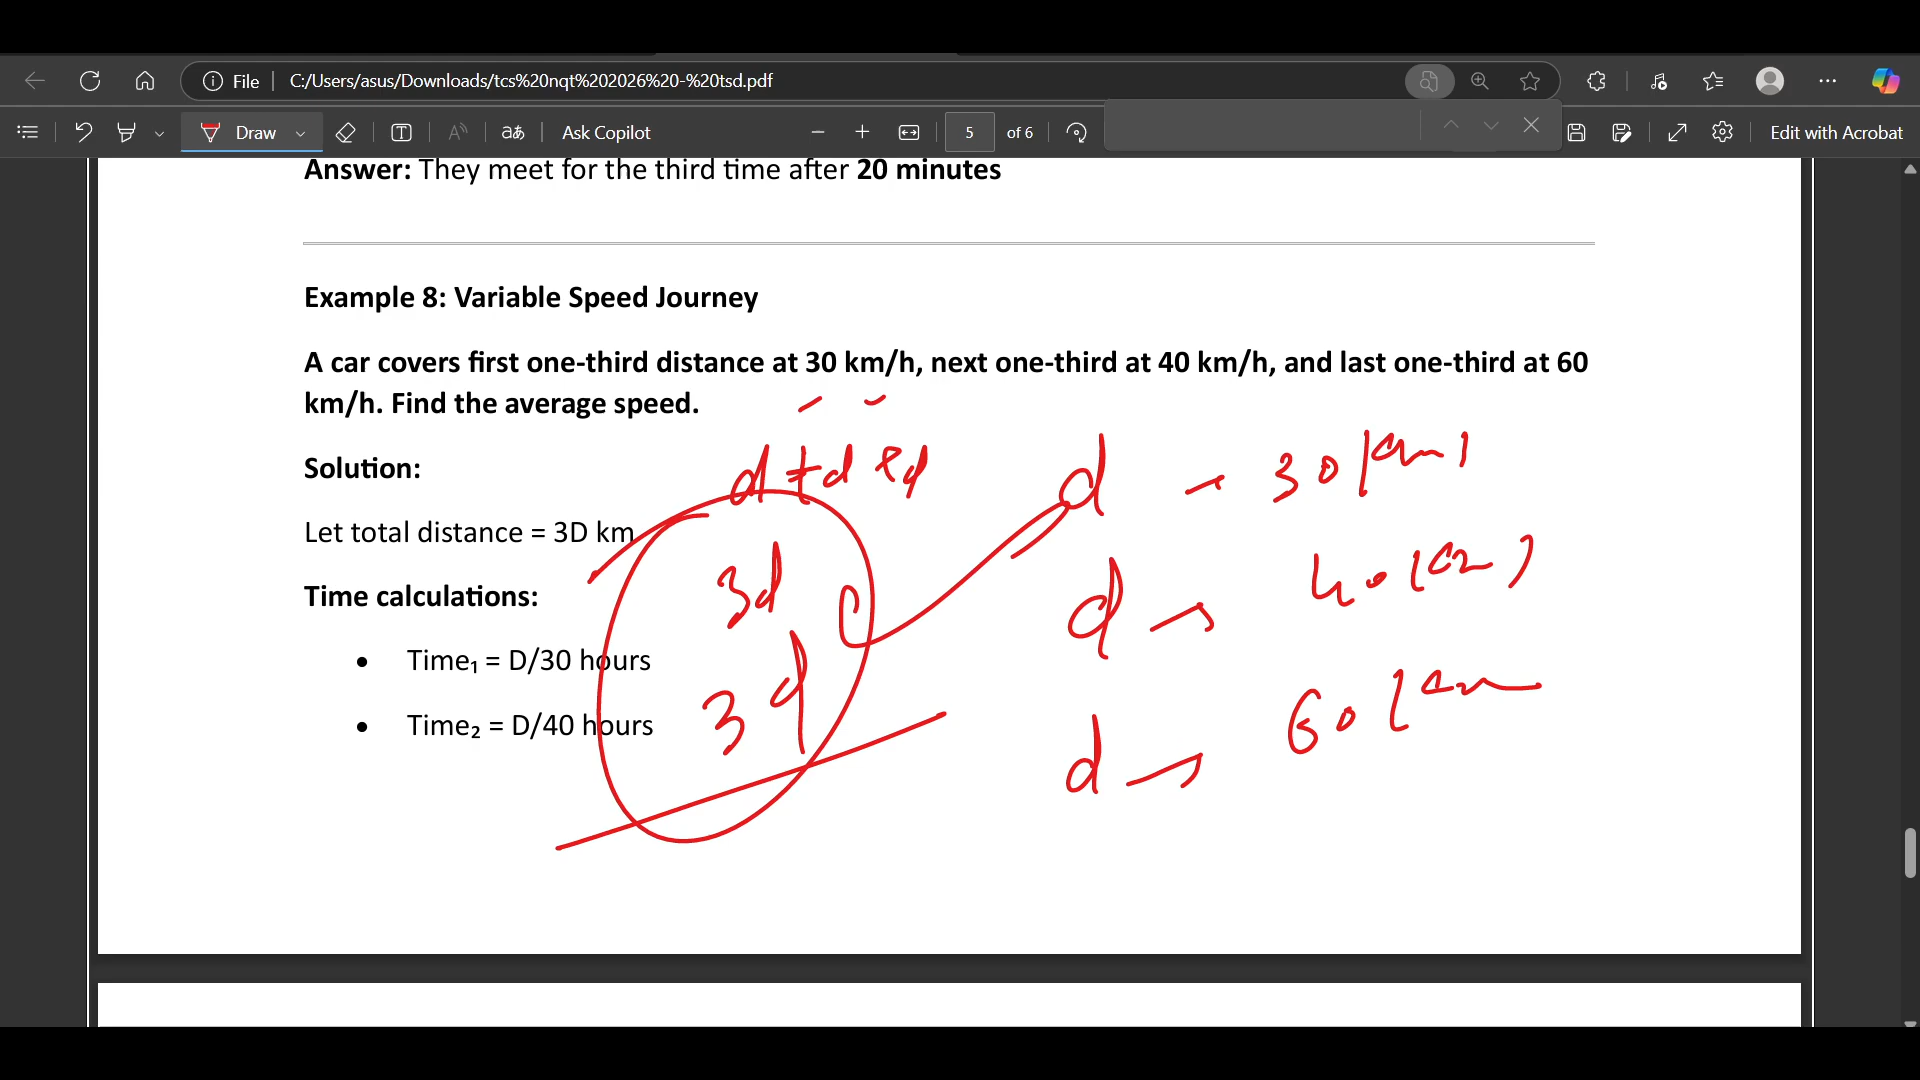 File C:/Users/asus/Downloads/tcs%20nqt%202026%20-%20tsd.pdf
Draw Ask Copilot 5 of 6 Edit with Acrobat
Answer: They meet for the third time after 20 minutes
Example 8: Variable Speed Journey
A car covers first one-third distance at 30 km/h, next one-third at 40 km/h, and last one-third at 60
km/h. Find the average speed.
Solution:
Let total distance = 3D km
Time calculations:
• Time₁ = D/30 hours
• Time₂ = D/40 hours
d + d + d
3d
3d
d → 30 km
d → 40 km
d → 60 km